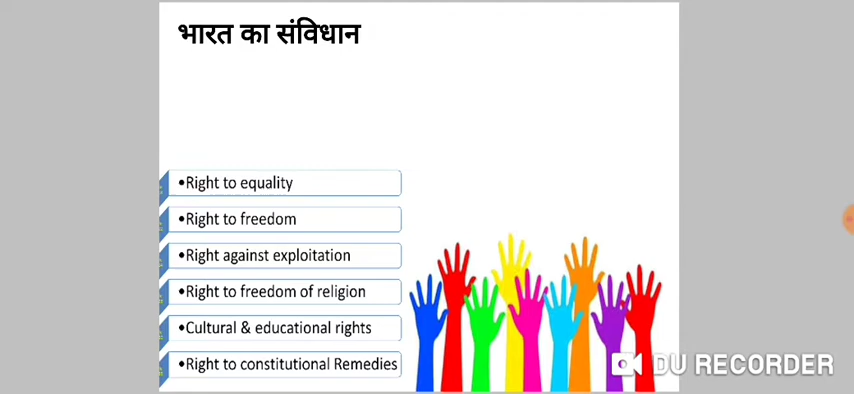 भारत का संविधान
•Right to equality
•Right to freedom
•Right against exploitation
•Right to freedom of religion
•Cultural & educational rights
•Right to constitutional Remedies
DU RECORDER